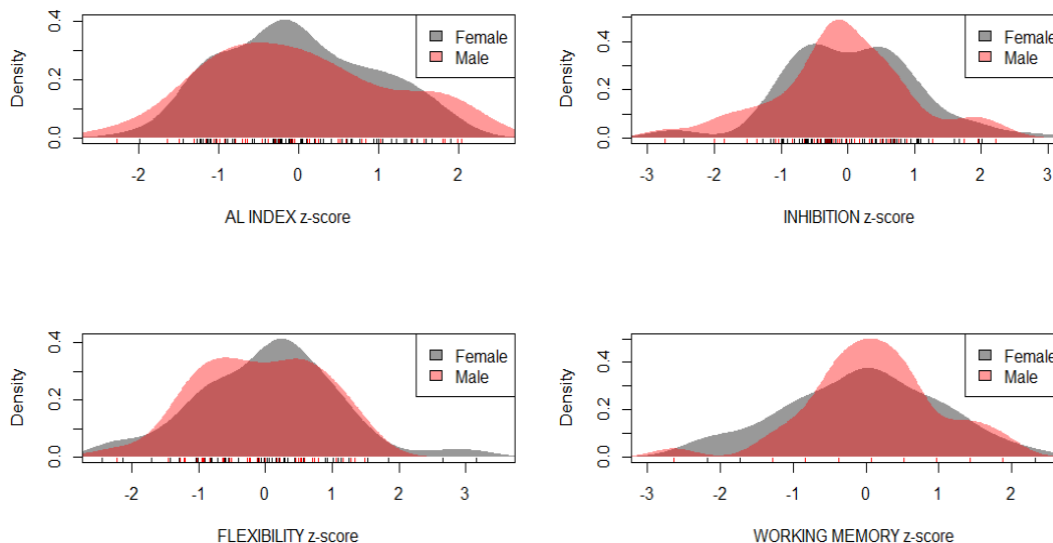 Density
0.0 0.2 0.4
Female
Male
-2 -1 0 1 2
AL INDEX z-score
Density
0.0 0.2 0.4
Female
Male
-3 -2 -1 0 1 2 3
INHIBITION z-score
Density
0.0 0.2 0.4
Female
Male
-2 -1 0 1 2 3
FLEXIBILITY z-score
Density
0.0 0.2 0.4
Female
Male
-3 -2 -1 0 1 2
WORKING MEMORY z-score